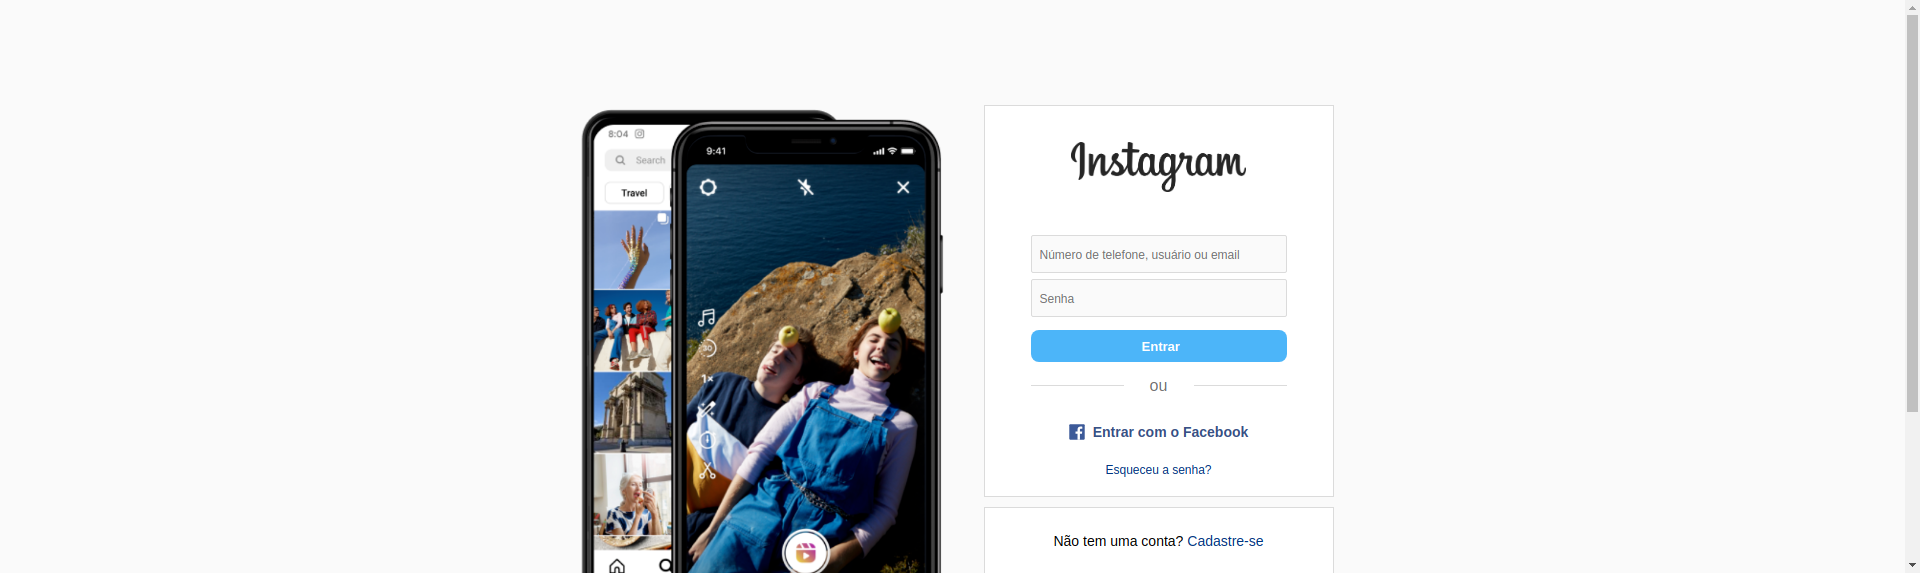 8:04
Search
Travel
9:41
30
1×
Instagram
Número de telefone, usuário ou email
Senha
Entrar
ou
Entrar com o Facebook
Esqueceu a senha?
Não tem uma conta? Cadastre-se